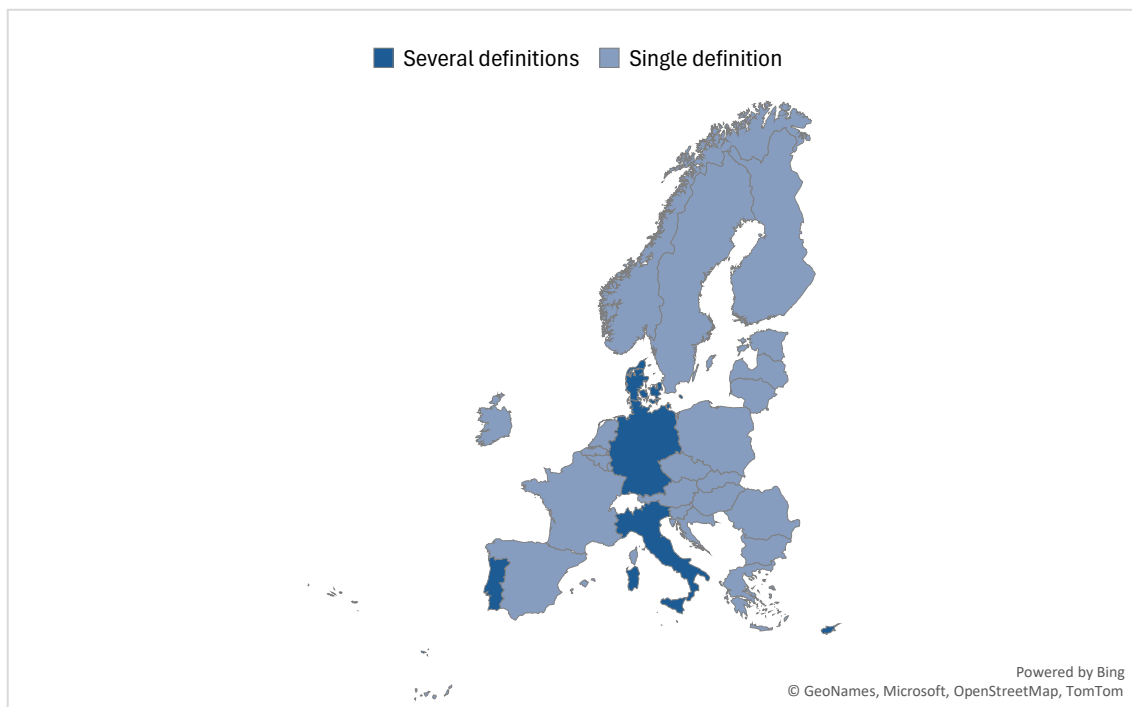 Several definitions Single definition
Powered by Bing
© GeoNames, Microsoft, OpenStreetMap, TomTom